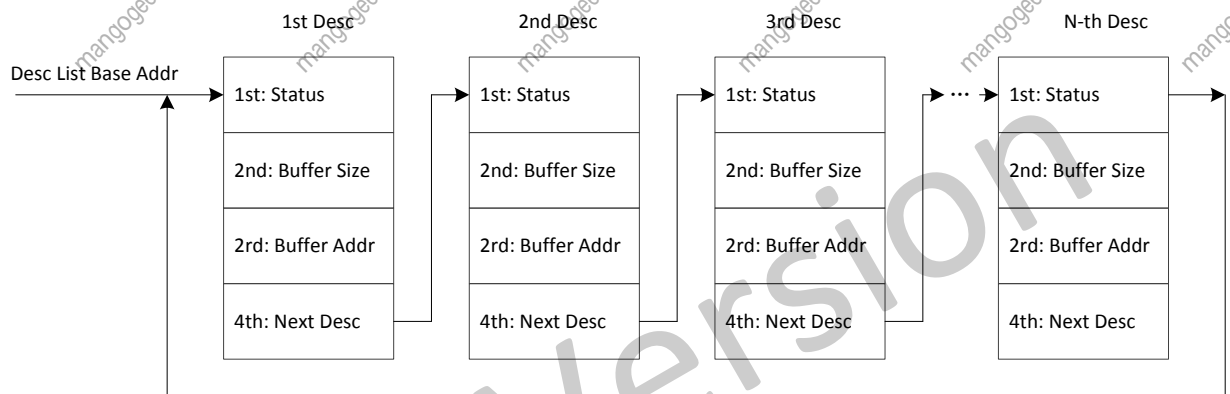 1st Desc 2nd Desc 3rd Desc N-th Desc
Desc List Base Addr
1st: Status 1st: Status 1st: Status ... 1st: Status
2nd: Buffer Size 2nd: Buffer Size 2nd: Buffer Size 2nd: Buffer Size
2rd: Buffer Addr 2rd: Buffer Addr 2rd: Buffer Addr 2rd: Buffer Addr
4th: Next Desc 4th: Next Desc 4th: Next Desc 4th: Next Desc
Version